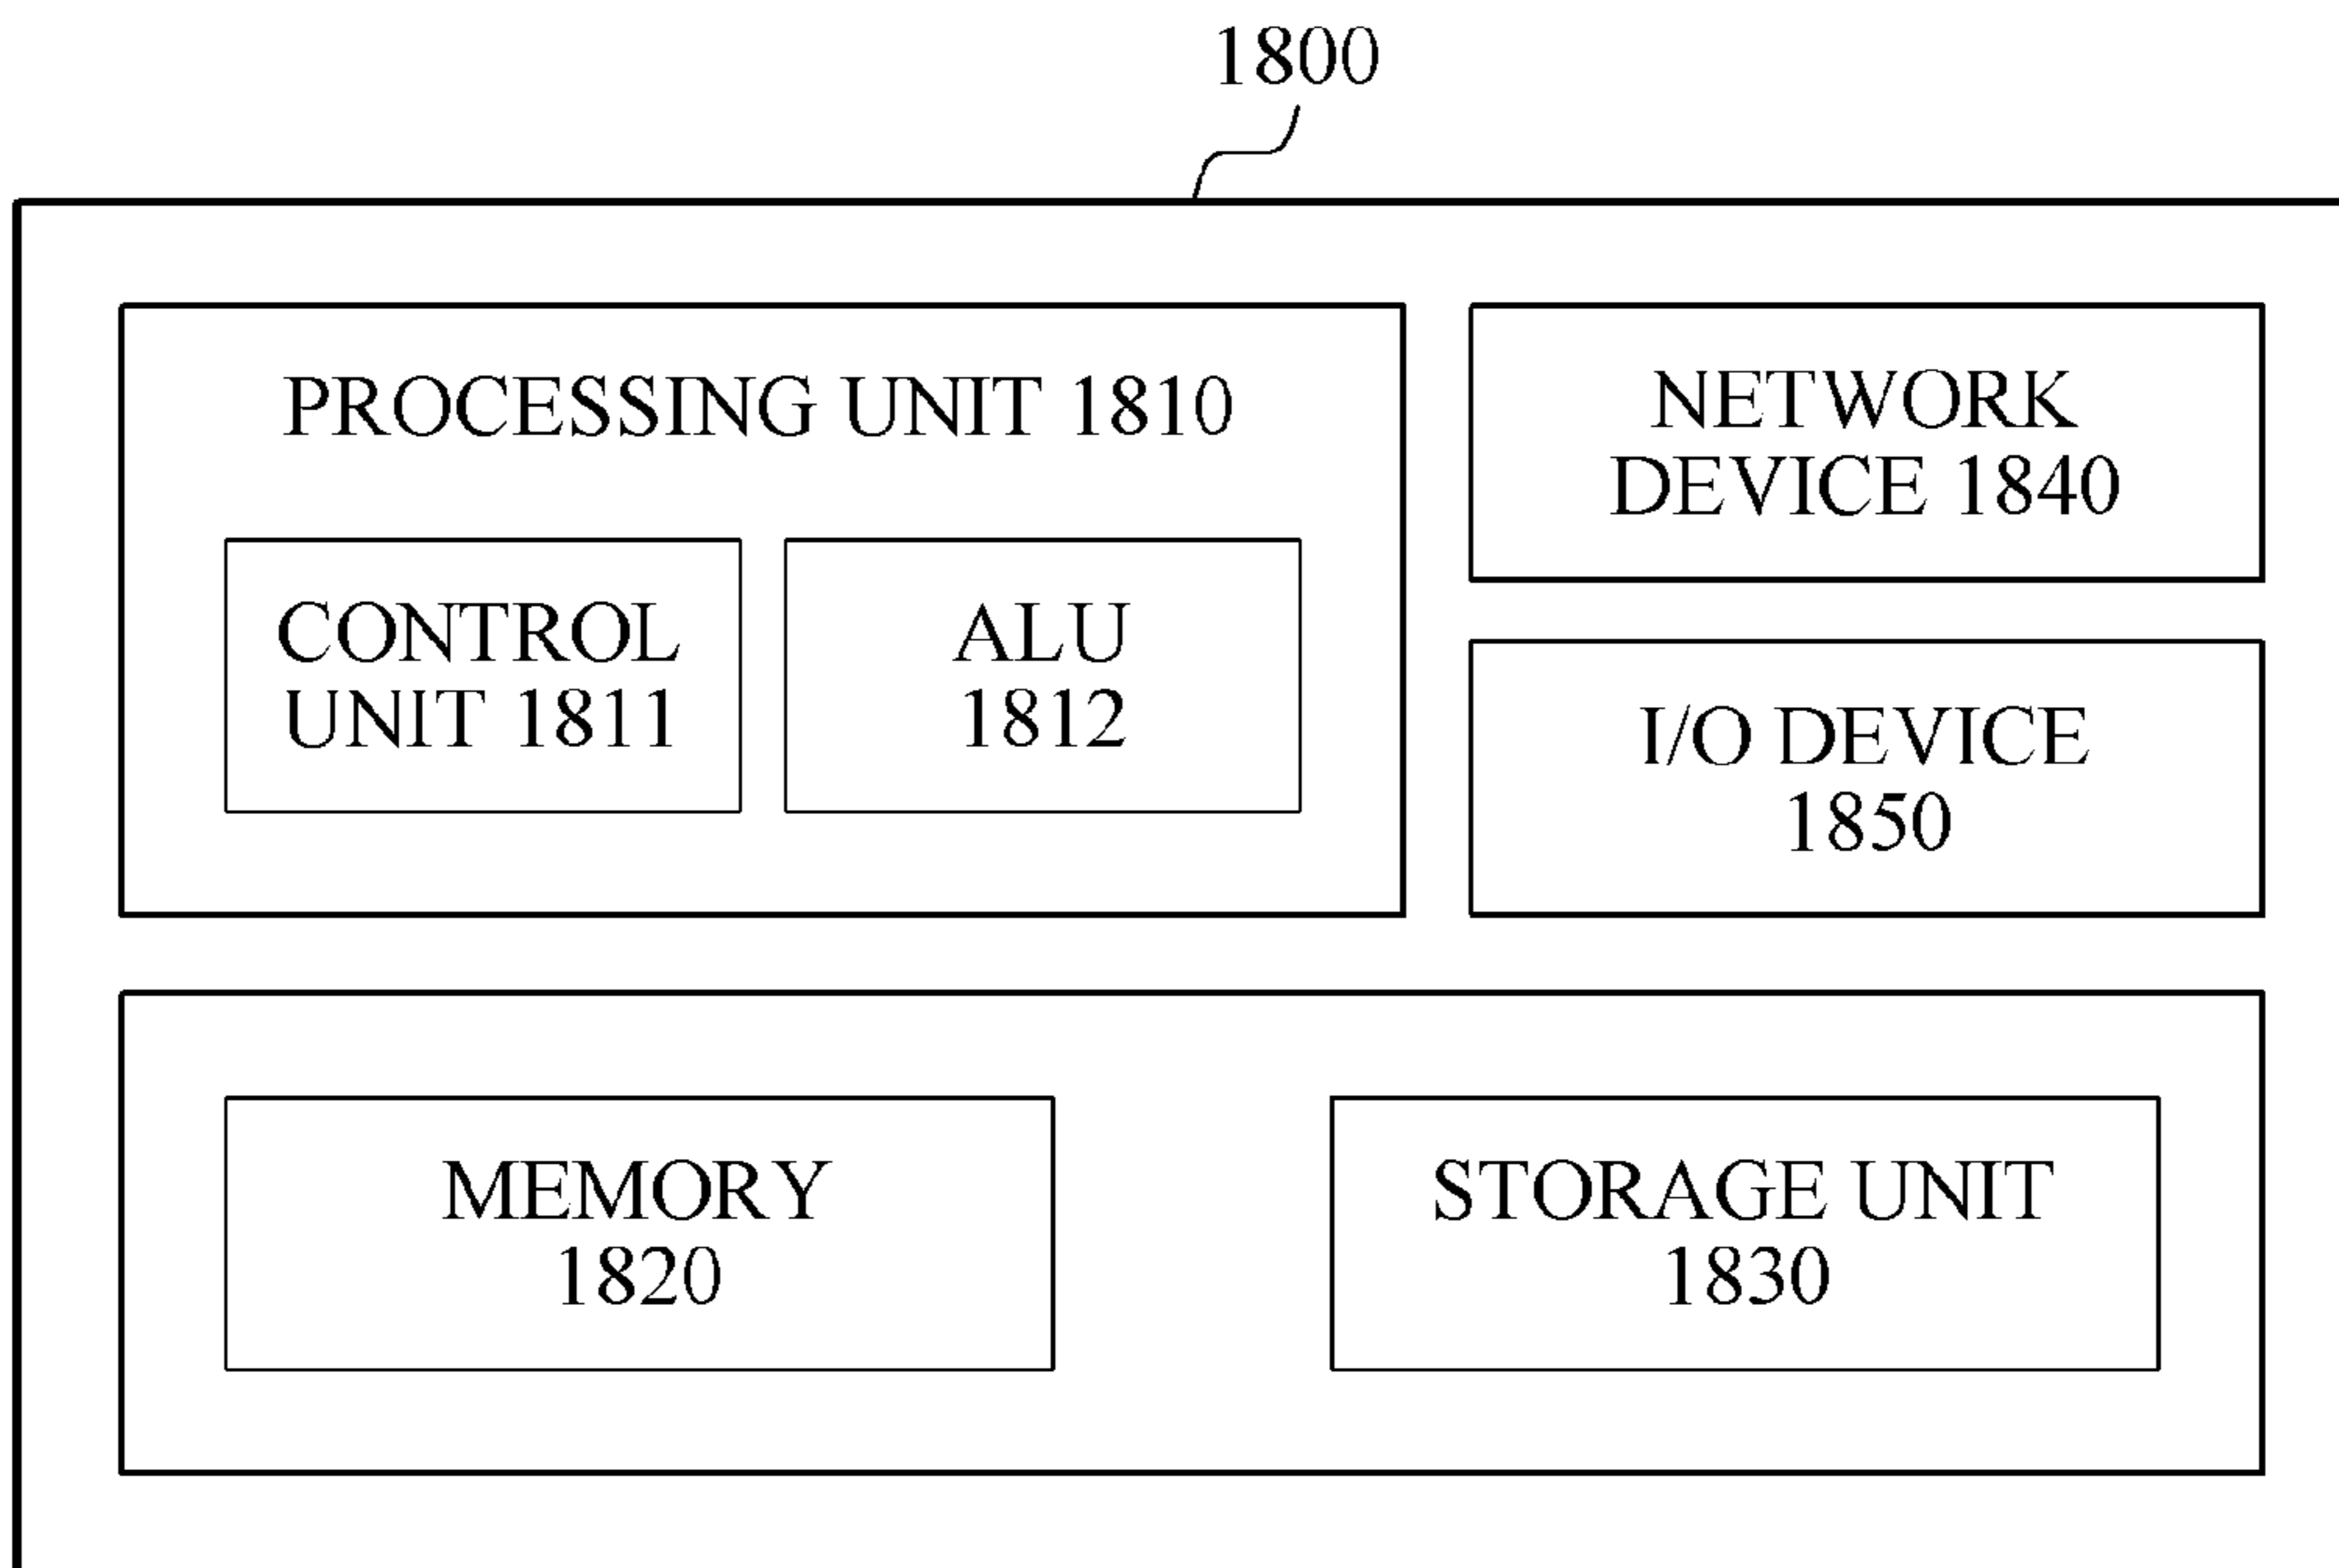 1800
PROCESSING UNIT 1810
CONTROL
UNIT 1811
ALU
1812
NETWORK
DEVICE 1840
I/O DEVICE
1850
MEMORY
1820
STORAGE UNIT
1830